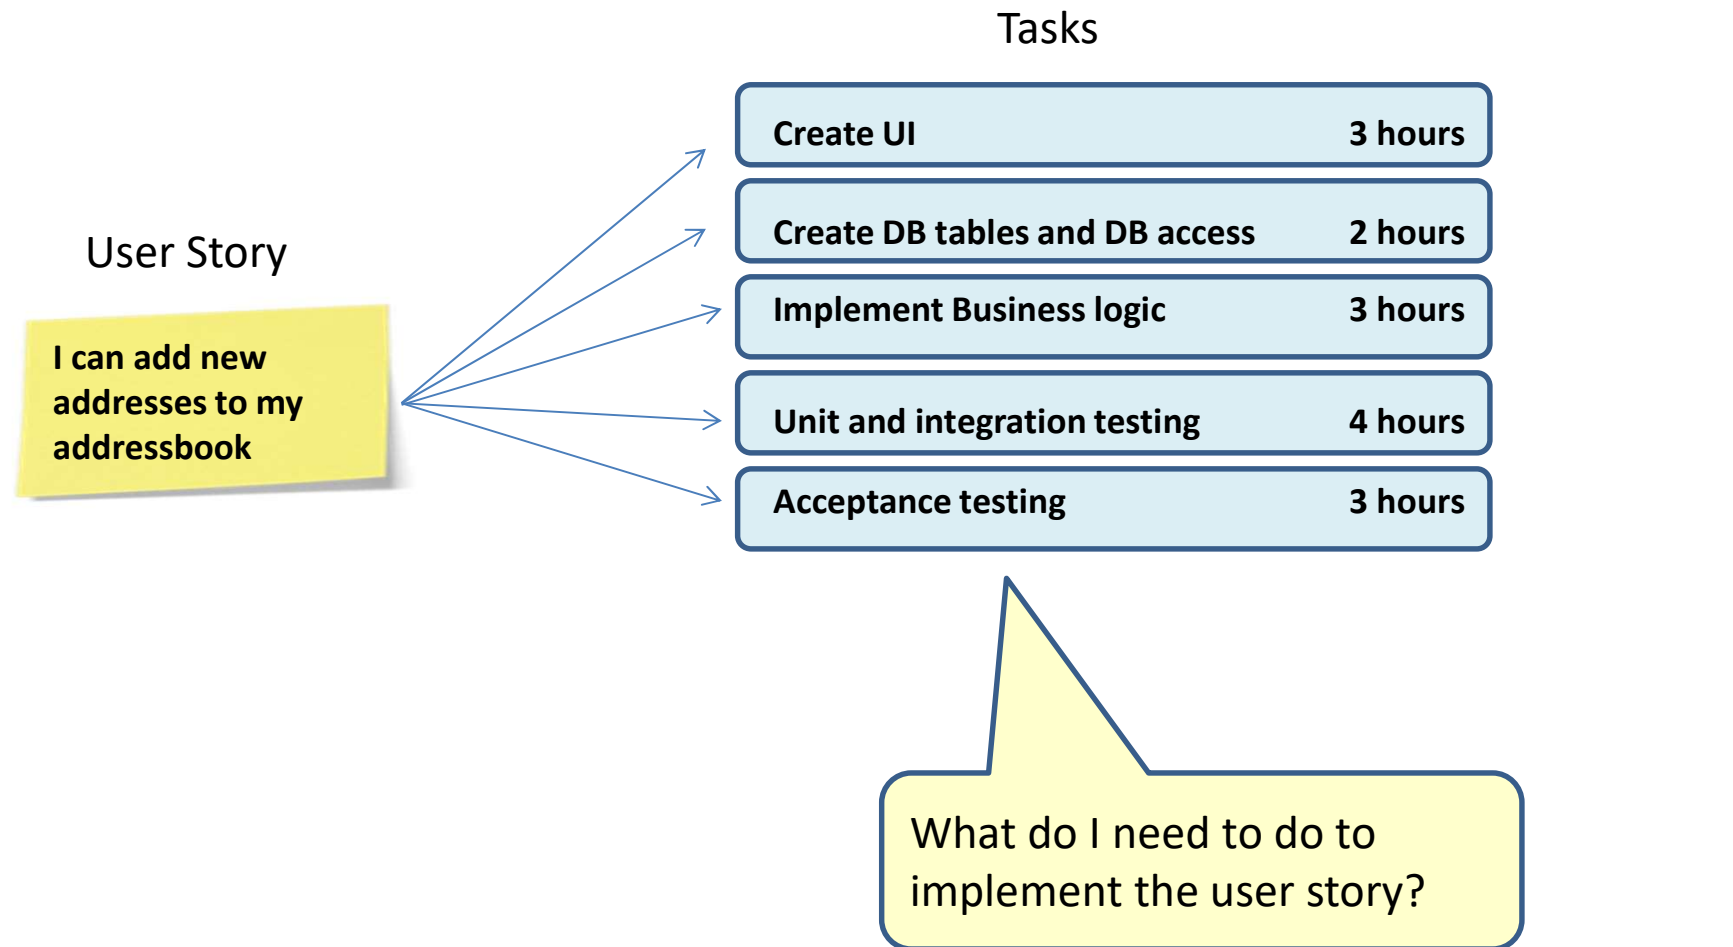 Tasks
Create UI 3 hours
Create DB tables and DB access 2 hours
User Story
Implement Business logic 3 hours
I can add new
addresses to my
addressbook
Unit and integration testing 4 hours
Acceptance testing 3 hours
What do I need to do to
implement the user story?